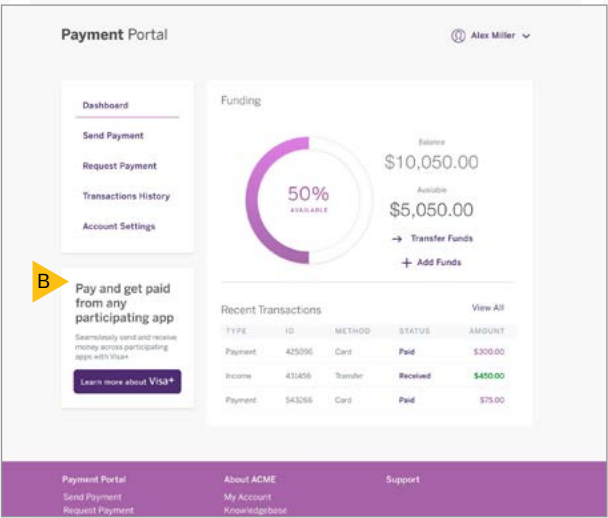 Payment Portal
Alex Miller
Dashboard
Send Payment
Request Payment
Transactions History
Account Settings
B
Pay and get paid
from any
participating app
Seamlessly send and receive
money across participating
apps with Visa+
Learn more about Visa+
Funding
50%
AVAILABLE
Balance
$10,050.00
Available
$5,050.00
→ Transfer Funds
+ Add Funds
Recent Transactions View All
TYPE ID METHOD STATUS AMOUNT
Payment 425096 Card Paid $300.00
Income 431456 Transfer Received $450.00
Payment 543266 Card Paid $75.00
Payment Portal About ACME Support
Send Payment My Account
Request Payment Knowledgebase